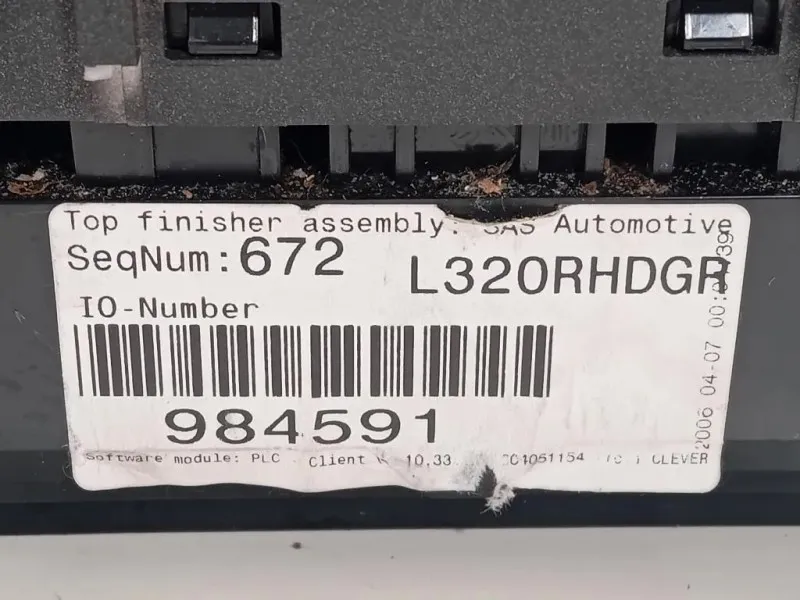 Top finisher assembly: SAS Automotive
SeqNum:672
L320RHDGR
IO-Number
984591
Software module: PLC Client 10.33. CLEVER
2006 04-07 00: